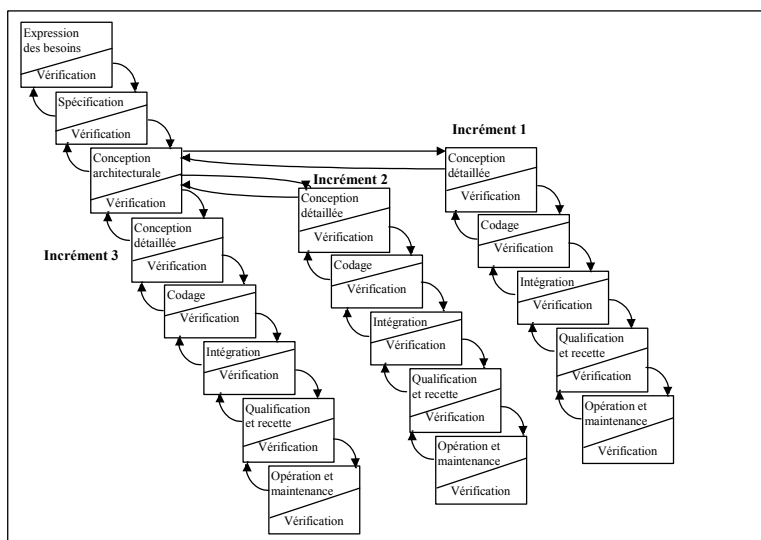 Expression
des besoins
Vérification
Spécification
Vérification
Conception
architecturale
Vérification
Incrément 3
Conception
détaillée
Vérification
Codage
Vérification
Intégration
Vérification
Qualification
et recette
Vérification
Opération et
maintenance
Vérification
Incrément 2
Conception
détaillée
Vérification
Codage
Vérification
Intégration
Vérification
Qualification
et recette
Vérification
Opération et
maintenance
Vérification
Incrément 1
Conception
détaillée
Vérification
Codage
Vérification
Intégration
Vérification
Qualification
et recette
Vérification
Opération et
maintenance
Vérification